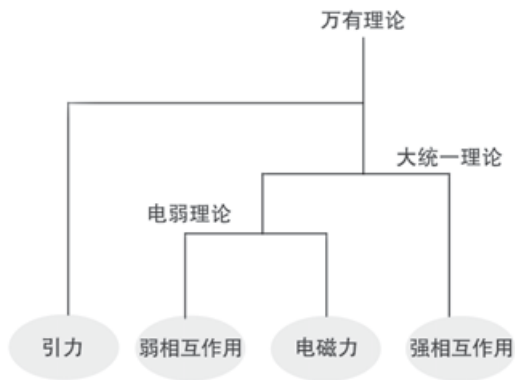 万有理论
大统一理论
电弱理论
引力
弱相互作用
电磁力
强相互作用